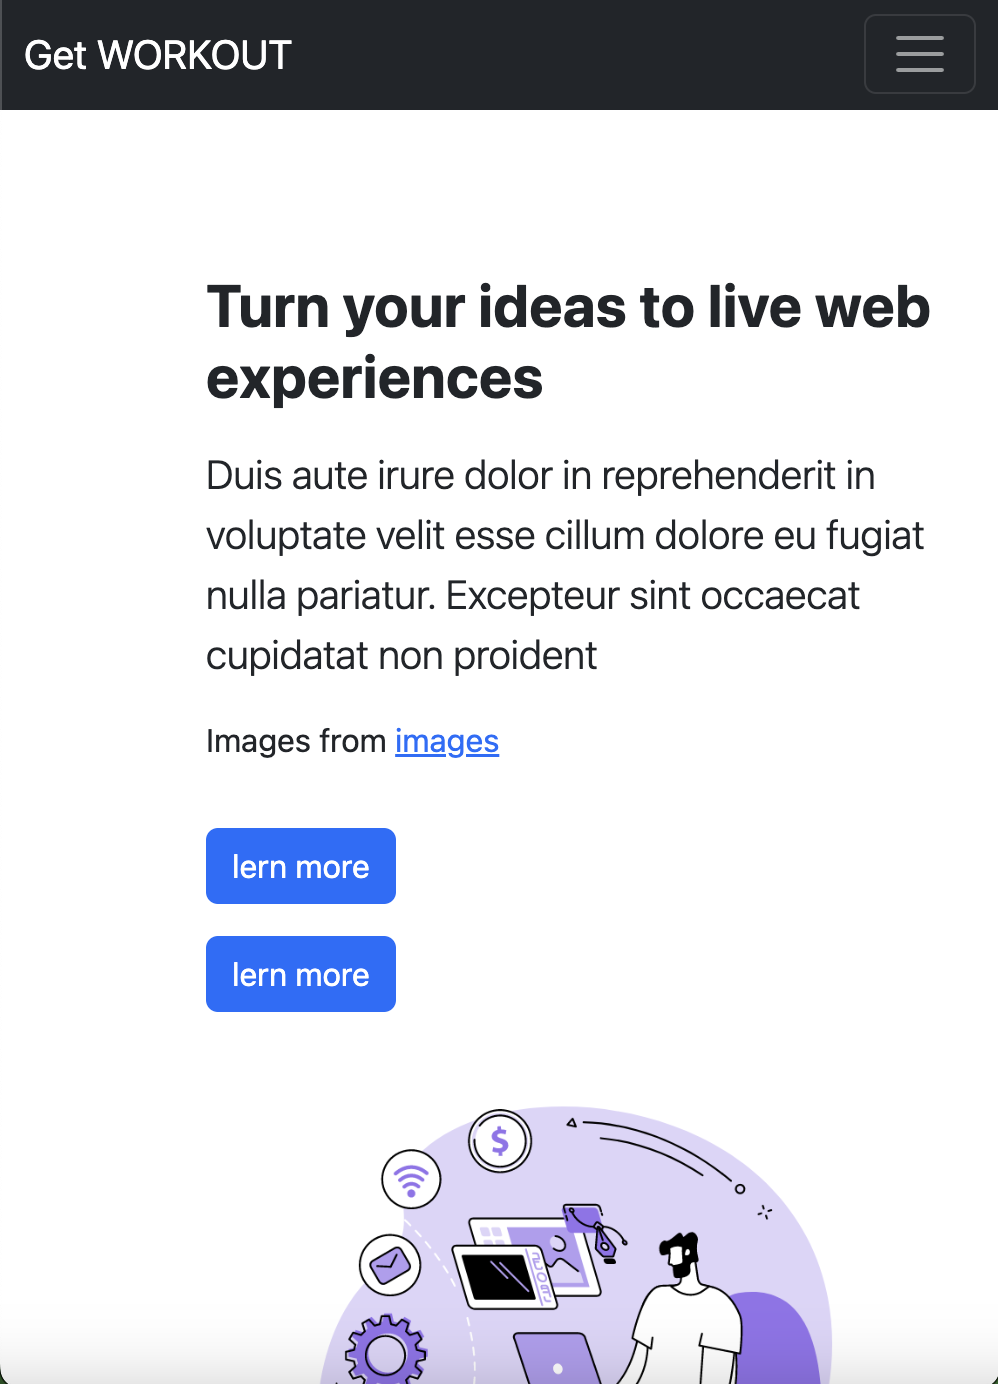 Get WORKOUT
Turn your ideas to live web
experiences
Duis aute irure dolor in reprehenderit in
voluptate velit esse cillum dolore eu fugiat
nulla pariatur. Excepteur sint occaecat
cupidatat non proident
Images from images
lern more
lern more
$